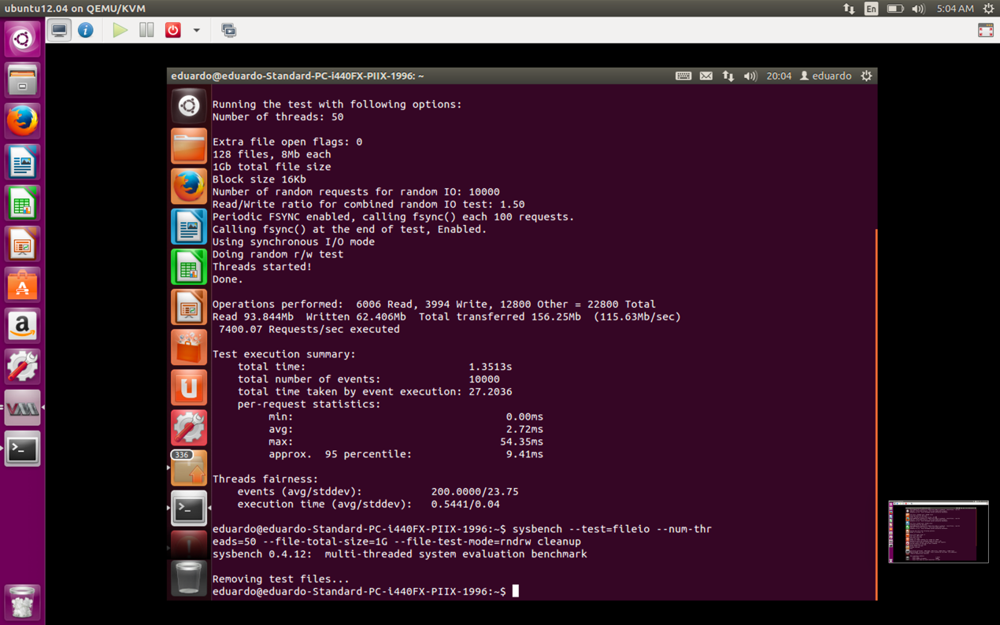 ubuntu12.04 on QEMU/KVM
En
5:04 AM
eduardo@eduardo-Standard-PC-i440FX-PIIX-1996: ~
20:04
eduardo
Running the test with following options:
Number of threads: 50
Extra file open flags: 0
128 files, 8Mb each
1Gb total file size
Block size 16Kb
Number of random requests for random IO: 10000
Read/Write ratio for combined random IO test: 1.50
Periodic FSYNC enabled, calling fsync() each 100 requests.
Calling fsync() at the end of test, Enabled.
Using synchronous I/O mode
Doing random r/w test
Threads started!
Done.
Operations performed:  6006 Read, 3994 Write, 12800 Other = 22800 Total
Read 93.844Mb  Written 62.406Mb  Total transferred 156.25Mb  (115.63Mb/sec)
 7400.07 Requests/sec executed
Test execution summary:
    total time:                          1.3513s
    total number of events:              10000
    total time taken by event execution: 27.2036
    per-request statistics:
         min:                                  0.00ms
         avg:                                  2.72ms
         max:                                 54.35ms
         approx.  95 percentile:               9.41ms
Threads fairness:
    events (avg/stddev):           200.0000/23.75
    execution time (avg/stddev):   0.5441/0.04
eduardo@eduardo-Standard-PC-i440FX-PIIX-1996:~$ sysbench --test=fileio --num-thr
eads=50 --file-total-size=1G --file-test-mode=rndrw cleanup
sysbench 0.4.12:  multi-threaded system evaluation benchmark
Removing test files...
eduardo@eduardo-Standard-PC-i440FX-PIIX-1996:~$
336